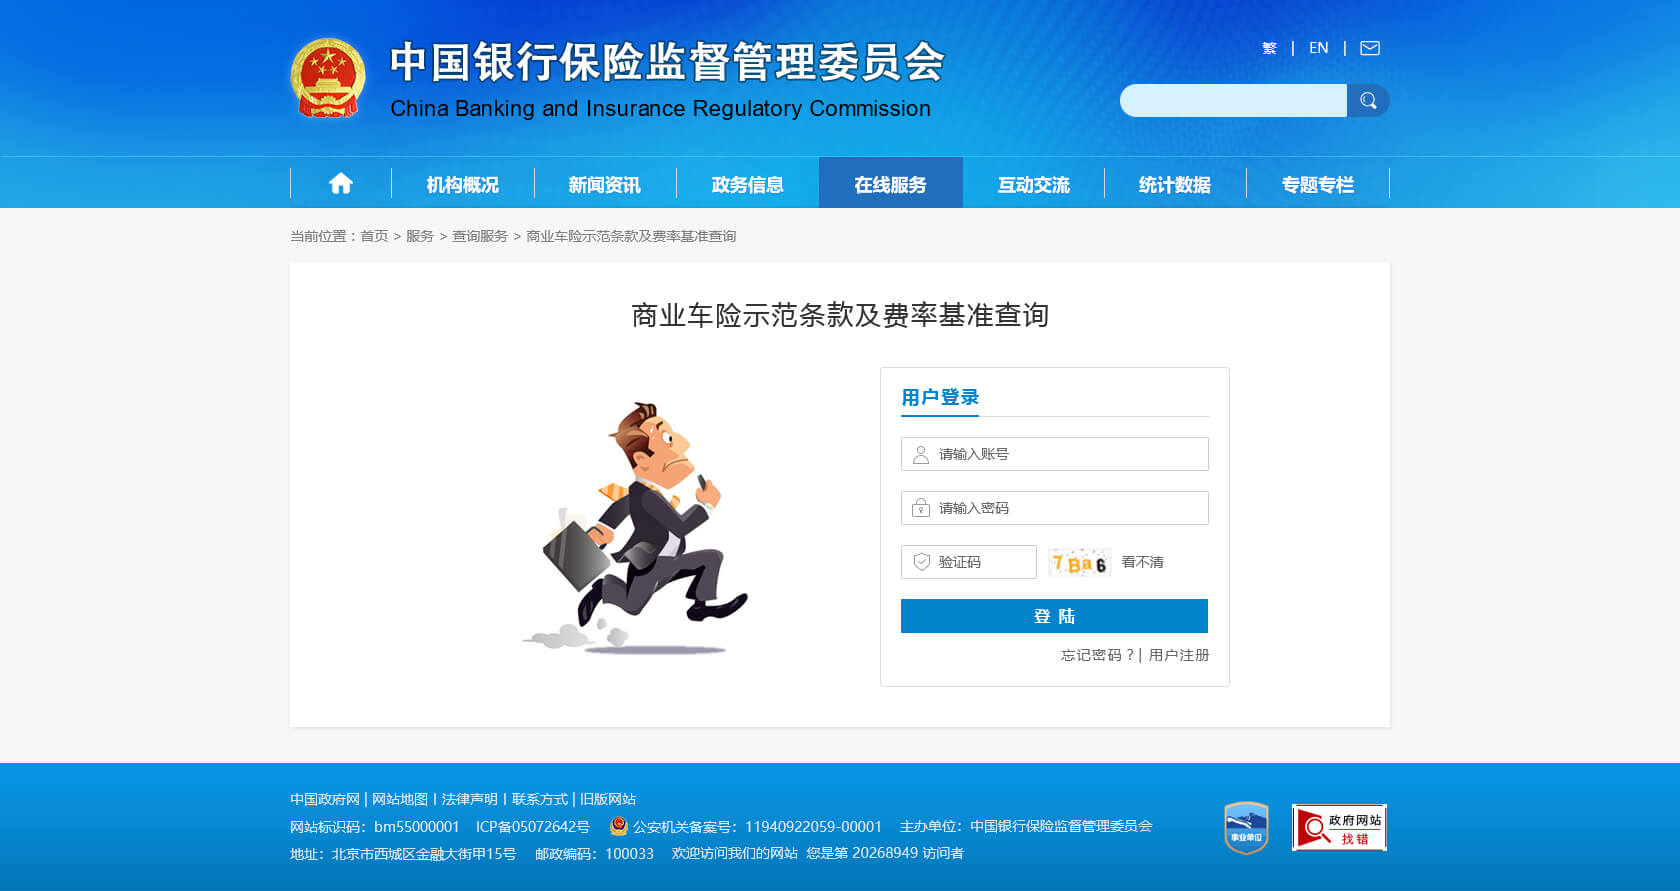 中国银行保险监督管理委员会
China Banking and Insurance Regulatory Commission
繁 | EN |
机构概况 新闻资讯 政务信息 在线服务 互动交流 统计数据 专题专栏
当前位置：首页 > 服务 > 查询服务 > 商业车险示范条款及费率基准查询
商业车险示范条款及费率基准查询
用户登录
请输入账号
请输入密码
验证码 7Ba6 看不清
登 陆
忘记密码？| 用户注册
中国政府网 | 网站地图 | 法律声明 | 联系方式 | 旧版网站
网站标识码：bm55000001 ICP备05072642号 公安机关备案号：11940922059-00001 主办单位：中国银行保险监督管理委员会
地址：北京市西城区金融大街甲15号 邮政编码：100033 欢迎访问我们的网站 您是第 20268949 访问者
事业单位
政府网站
找错